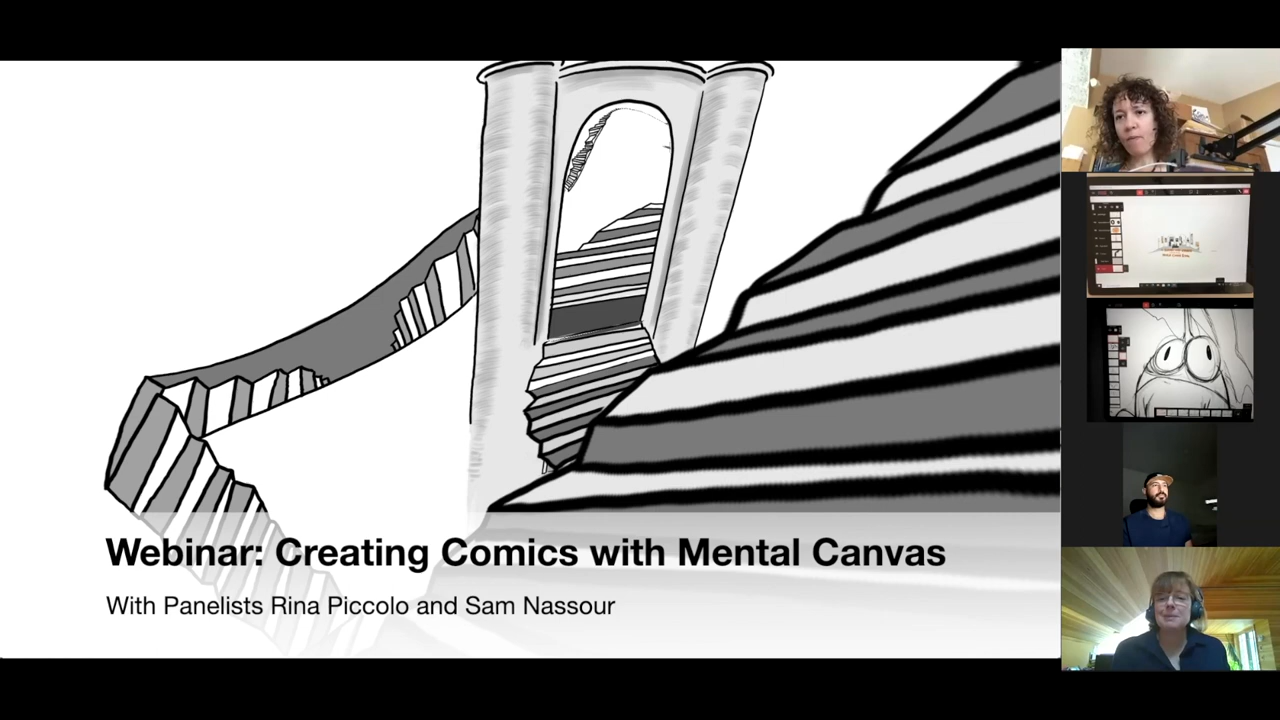 Webinar: Creating Comics with Mental Canvas
With Panelists Rina Piccolo and Sam Nassour